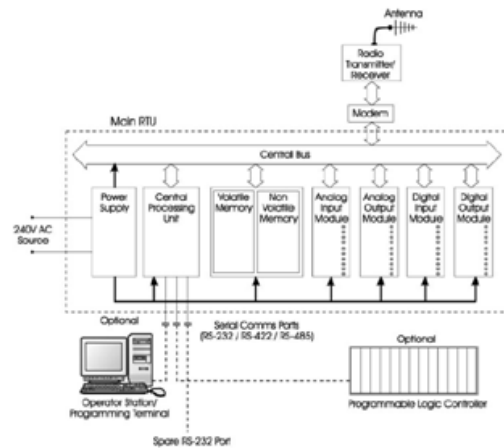 Antenna
Radio
Transmitter/
Receiver
Modem
Main RTU
Central Bus
Power
Supply
Central
Processing
Unit
Volatile
Memory
Non
Volatile
Memory
Analog
Input
Module
Analog
Output
Module
Digital
Input
Module
Digital
Output
Module
240V AC
Source
Optional
Serial Comms Ports
(RS-232 / RS-422 / RS-485)
Optional
Operator Station/
Programming Terminal
Programmable Logic Controller
Spare RS-232 Port